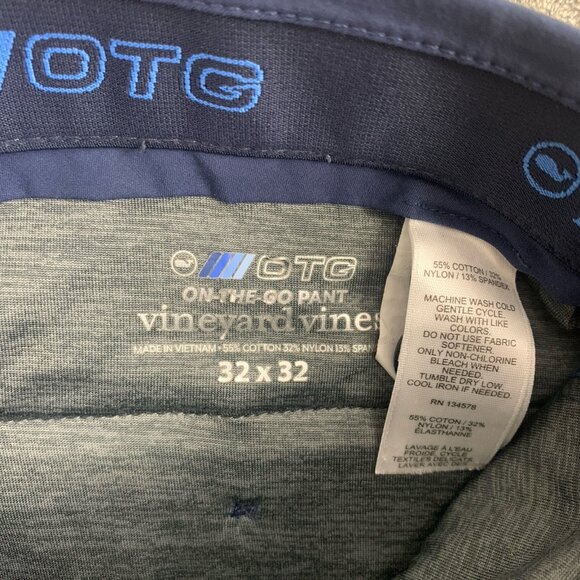 OTG
OTG
ON-THE-GO PANT
vineyard vines
MADE IN VIETNAM • 55% COTTON 32% NYLON 13% SPAN
32 x 32
55% COTTON / 32%
NYLON / 13% SPANDEX
MACHINE WASH COLD
GENTLE CYCLE.
WASH WITH LIKE
COLORS.
DO NOT USE FABRIC
SOFTENER.
ONLY NON-CHLORINE
BLEACH WHEN
NEEDED.
TUMBLE DRY LOW
COOL IRON IF NEEDED.
RN 134578
55% COTON / 32%
NYLON / 13%
ELASTHANNE
LAVAGE À L'EAU
FROIDE, CYCLE
TEXTILES DÉLICATS.
LAVER AVEC DES